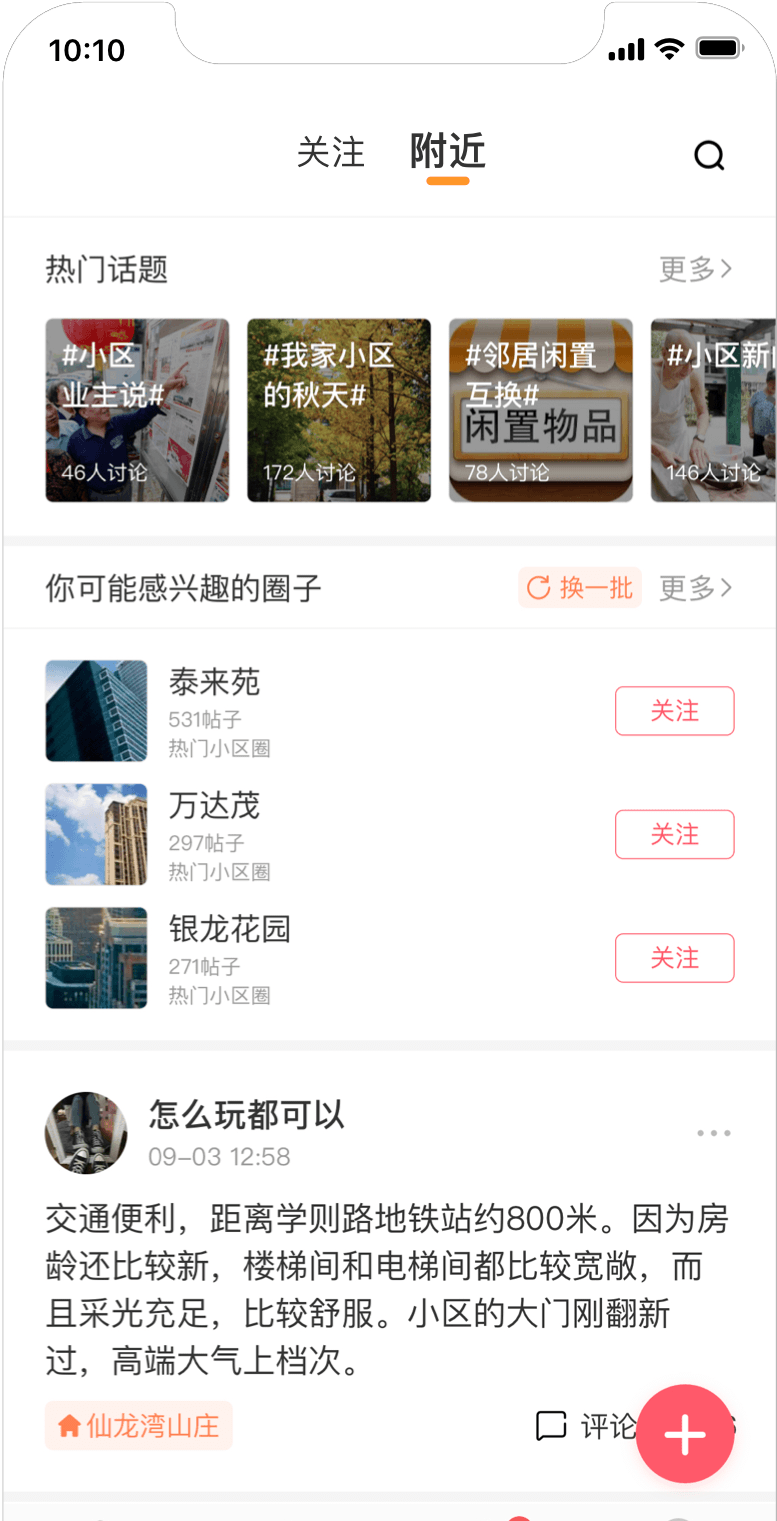 10:10
关注 附近
热门话题 更多
#小区
业主说#
46人讨论
#我家小区
的秋天#
172人讨论
#邻居闲置
互换#
闲置物品
78人讨论
#小区新
146人讨论
你可能感兴趣的圈子 换一批 更多
泰来苑
531帖子
热门小区圈
关注
万达茂
297帖子
热门小区圈
关注
银龙花园
271帖子
热门小区圈
关注
怎么玩都可以
09-03 12:58
交通便利，距离学则路地铁站约800米。因为房
龄还比较新，楼梯间和电梯间都比较宽敞，而
且采光充足，比较舒服。小区的大门刚翻新
过，高端大气上档次。
仙龙湾山庄 评论